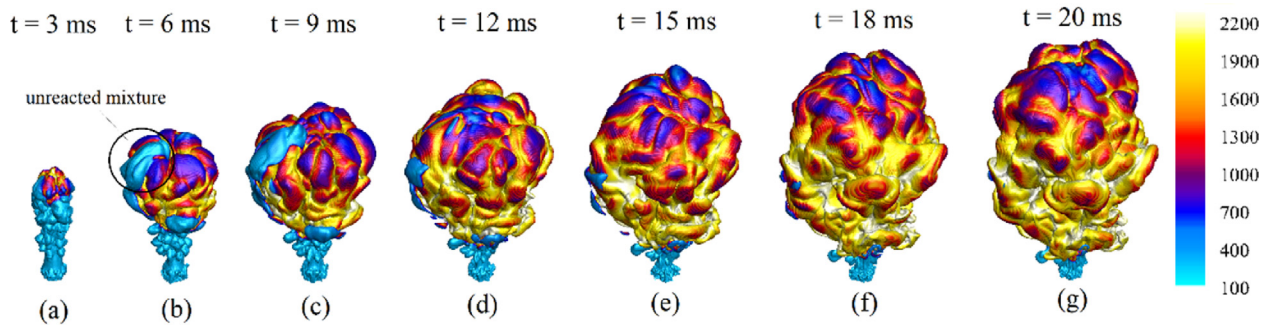 t = 3 ms
t = 6 ms
t = 9 ms
t = 12 ms
t = 15 ms
t = 18 ms
t = 20 ms
unreacted mixture
(a)
(b)
(c)
(d)
(e)
(f)
(g)
2200
1900
1600
1300
1000
700
400
100